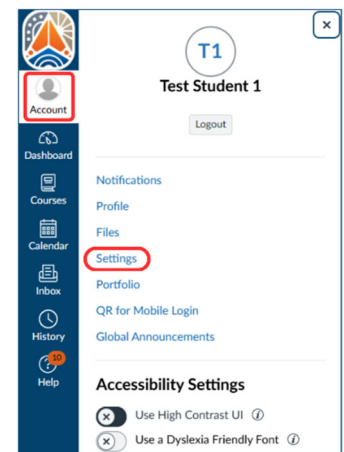 T1
Test Student 1
Logout
Account
Dashboard
Courses
Calendar
Inbox
History
10
Help
Notifications
Profile
Files
Settings
Portfolio
QR for Mobile Login
Global Announcements
Accessibility Settings
Use High Contrast UI
Use a Dyslexia Friendly Font